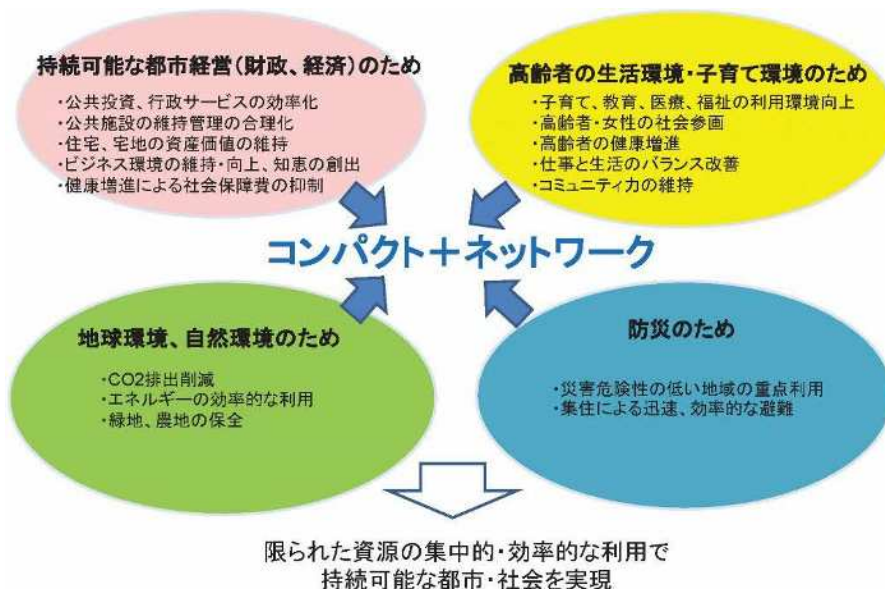 持続可能な都市経営（財政、経済）のため
・公共投資、行政サービスの効率化
・公共施設の維持管理の合理化
・住宅、宅地の資産価値の維持
・ビジネス環境の維持・向上、知恵の創出
・健康増進による社会保障費の抑制
高齢者の生活環境・子育て環境のため
・子育て、教育、医療、福祉の利用環境向上
・高齢者・女性の社会参画
・高齢者の健康増進
・仕事と生活のバランス改善
・コミュニティ力の維持
コンパクト＋ネットワーク
地球環境、自然環境のため
・CO2排出削減
・エネルギーの効率的な利用
・緑地、農地の保全
防災のため
・災害危険性の低い地域の重点利用
・集住による迅速、効率的な避難
限られた資源の集中的・効率的な利用で
持続可能な都市・社会を実現